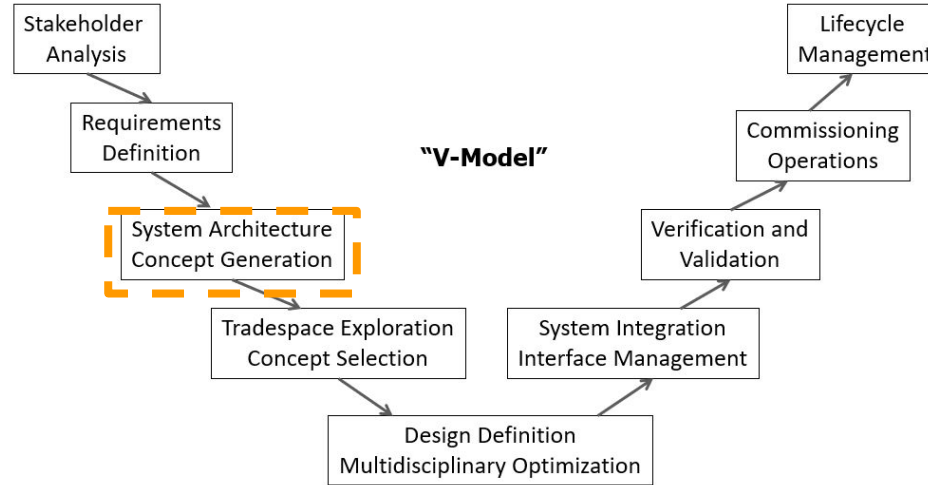 Stakeholder
Analysis
Requirements
Definition
System Architecture
Concept Generation
Tradespace Exploration
Concept Selection
Design Definition
Multidisciplinary Optimization
System Integration
Interface Management
Verification and
Validation
Commissioning
Operations
Lifecycle
Management
"V-Model"